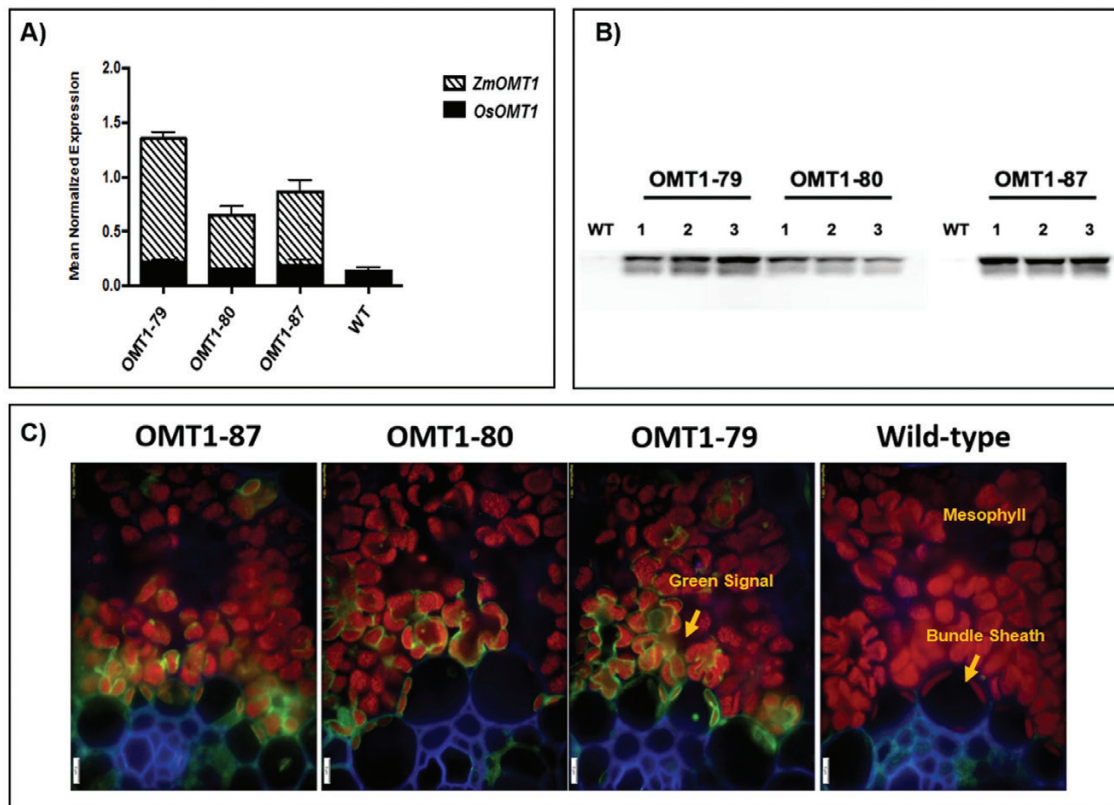 A)
Mean Normalized Expression
2.0
1.5
1.0
0.5
0.0
ZmOMT1
OsOMT1
OMT1-79
OMT1-80
OMT1-87
WT
B)
OMT1-79 OMT1-80 OMT1-87
WT 1 2 3 1 2 3 WT 1 2 3
C)
OMT1-87 OMT1-80 OMT1-79 Wild-type
Mesophyll
Green Signal
Bundle Sheath